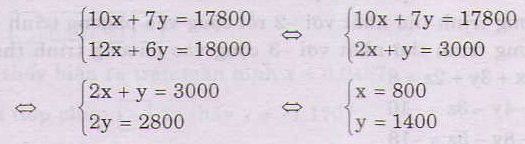 {10x + 7y = 17800 ⇔ {10x + 7y = 17800
{12x + 6y = 18000 {2x + y = 3000
⇔ {2x + y = 3000 ⇔ {x = 800
{2y = 2800 {y = 1400